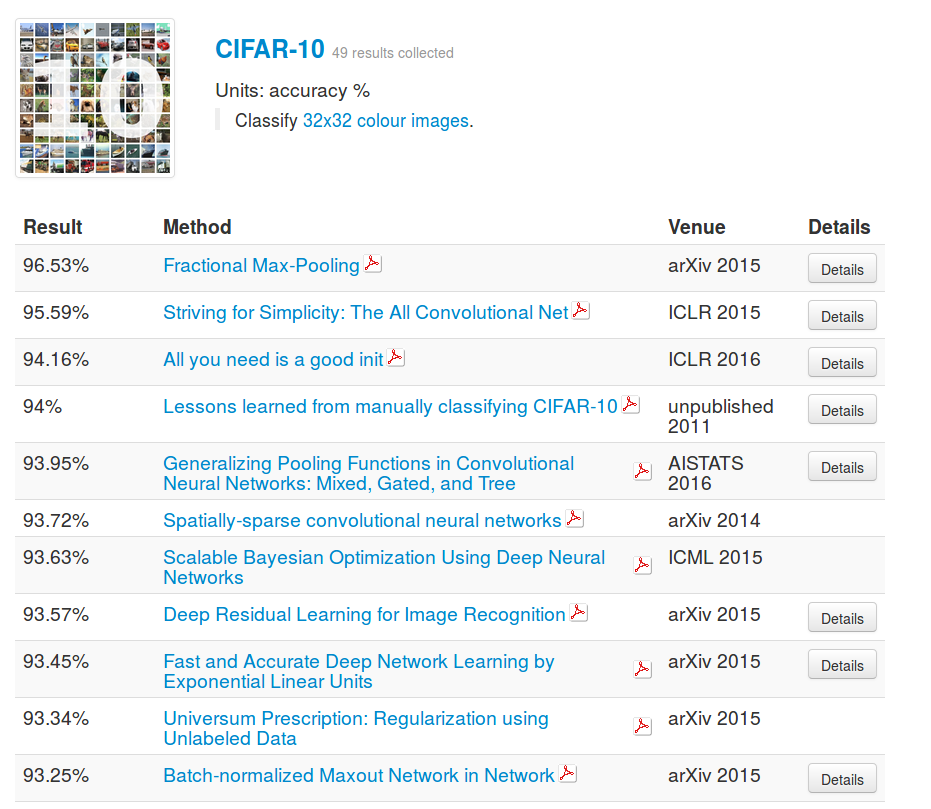 10
CIFAR-10 49 results collected
Units: accuracy %
Classify 32x32 colour images.
Result Method Venue Details
96.53% Fractional Max-Pooling arXiv 2015 Details
95.59% Striving for Simplicity: The All Convolutional Net ICLR 2015 Details
94.16% All you need is a good init ICLR 2016 Details
94% Lessons learned from manually classifying CIFAR-10 unpublished Details
2011
93.95% Generalizing Pooling Functions in Convolutional AISTATS Details
Neural Networks: Mixed, Gated, and Tree 2016
93.72% Spatially-sparse convolutional neural networks arXiv 2014
93.63% Scalable Bayesian Optimization Using Deep Neural ICML 2015
Networks
93.57% Deep Residual Learning for Image Recognition arXiv 2015 Details
93.45% Fast and Accurate Deep Network Learning by arXiv 2015 Details
Exponential Linear Units
93.34% Universum Prescription: Regularization using arXiv 2015
Unlabeled Data
93.25% Batch-normalized Maxout Network in Network arXiv 2015 Details